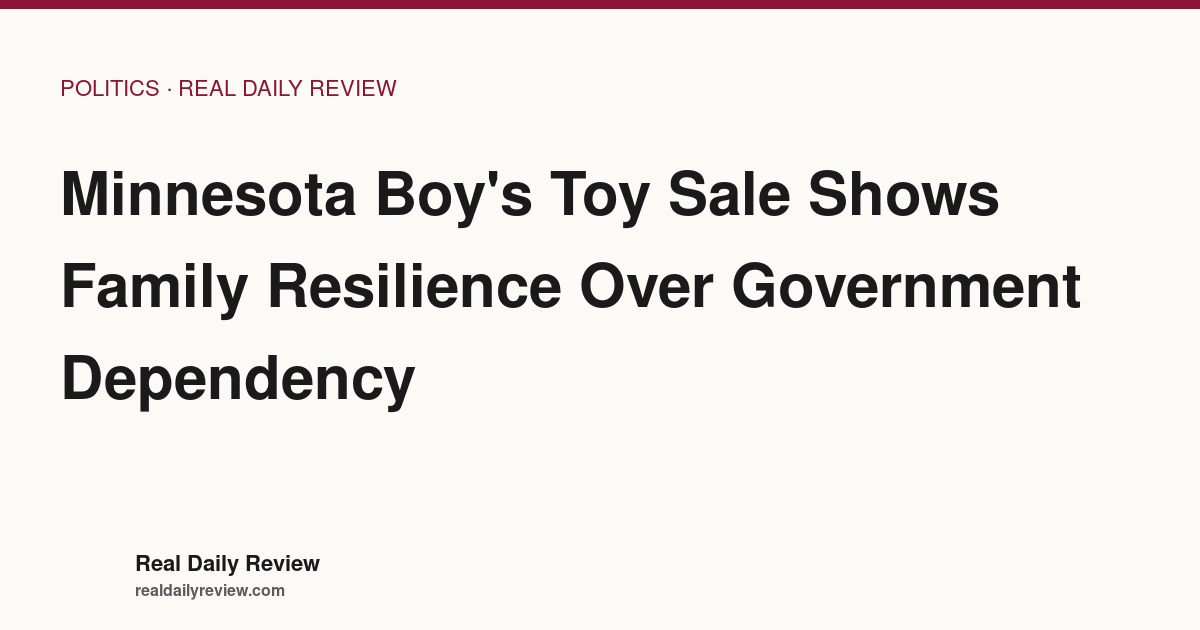 POLITICS · REAL DAILY REVIEW
Minnesota Boy's Toy Sale Shows
Family Resilience Over Government
Dependency
Real Daily Review
realdailyreview.com